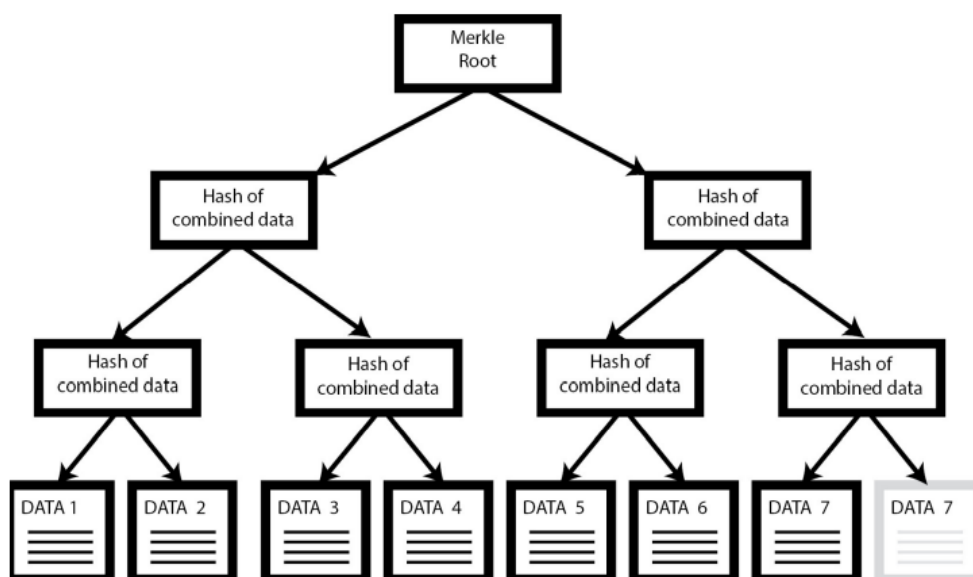 Merkle
Root
Hash of
combined data
Hash of
combined data
Hash of
combined data
Hash of
combined data
Hash of
combined data
Hash of
combined data
DATA 1
DATA 2
DATA 3
DATA 4
DATA 5
DATA 6
DATA 7
DATA 7